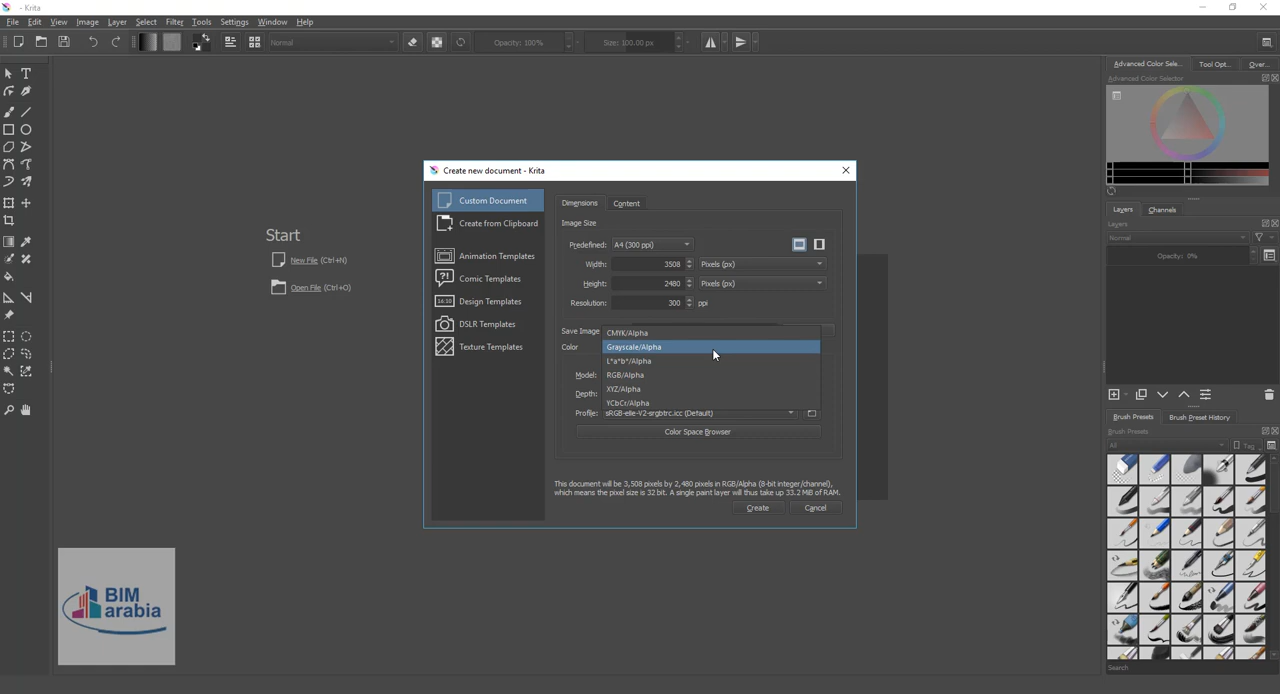 - Krita
File Edit View Image Layer Select Filter Tools Settings Window Help
Normal Opacity: 100% Size: 100.00 px
Advanced Color Sele... Tool Opt... Over...
Advanced Color Selector
Start
New File (Ctrl+N)
Open File (Ctrl+O)
Create new document - Krita
Custom Document
Create from Clipboard
Animation Templates
Comic Templates
Design Templates
DSLR Templates
Texture Templates
Dimensions Content
Image Size
Predefined: A4 (300 ppi)
Width: 3508 Pixels (px)
Height: 2480 Pixels (px)
Resolution: 300 ppi
Save Image
Color
CMYK/Alpha
Grayscale/Alpha
L*a*b*/Alpha
RGB/Alpha
XYZ/Alpha
YCbCr/Alpha
Model:
Depth:
Profile: sRGB-elle-V2-srgbtrc.icc (Default)
Color Space Browser
This document will be 3,508 pixels by 2,480 pixels in RGB/Alpha (8-bit integer/channel),
which means the pixel size is 32 bit. A single paint layer will thus take up 33.2 MiB of RAM.
Create Cancel
Layers Channels
Layers
Normal
Opacity: 0%
Brush Presets Brush Preset History
Brush Presets
All Tag
Search
BIM
arabia